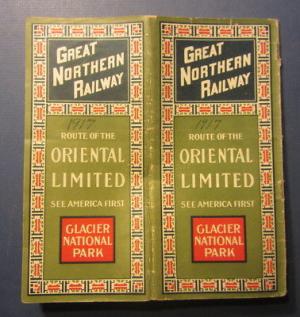 GREAT
NORTHERN
RAILWAY
1917
ROUTE OF THE
ORIENTAL
LIMITED
SEE AMERICA FIRST
GLACIER
NATIONAL
PARK
GREAT
NORTHERN
RAILWAY
1917
ROUTE OF THE
ORIENTAL
LIMITED
SEE AMERICA FIRST
GLACIER
NATIONAL
PARK